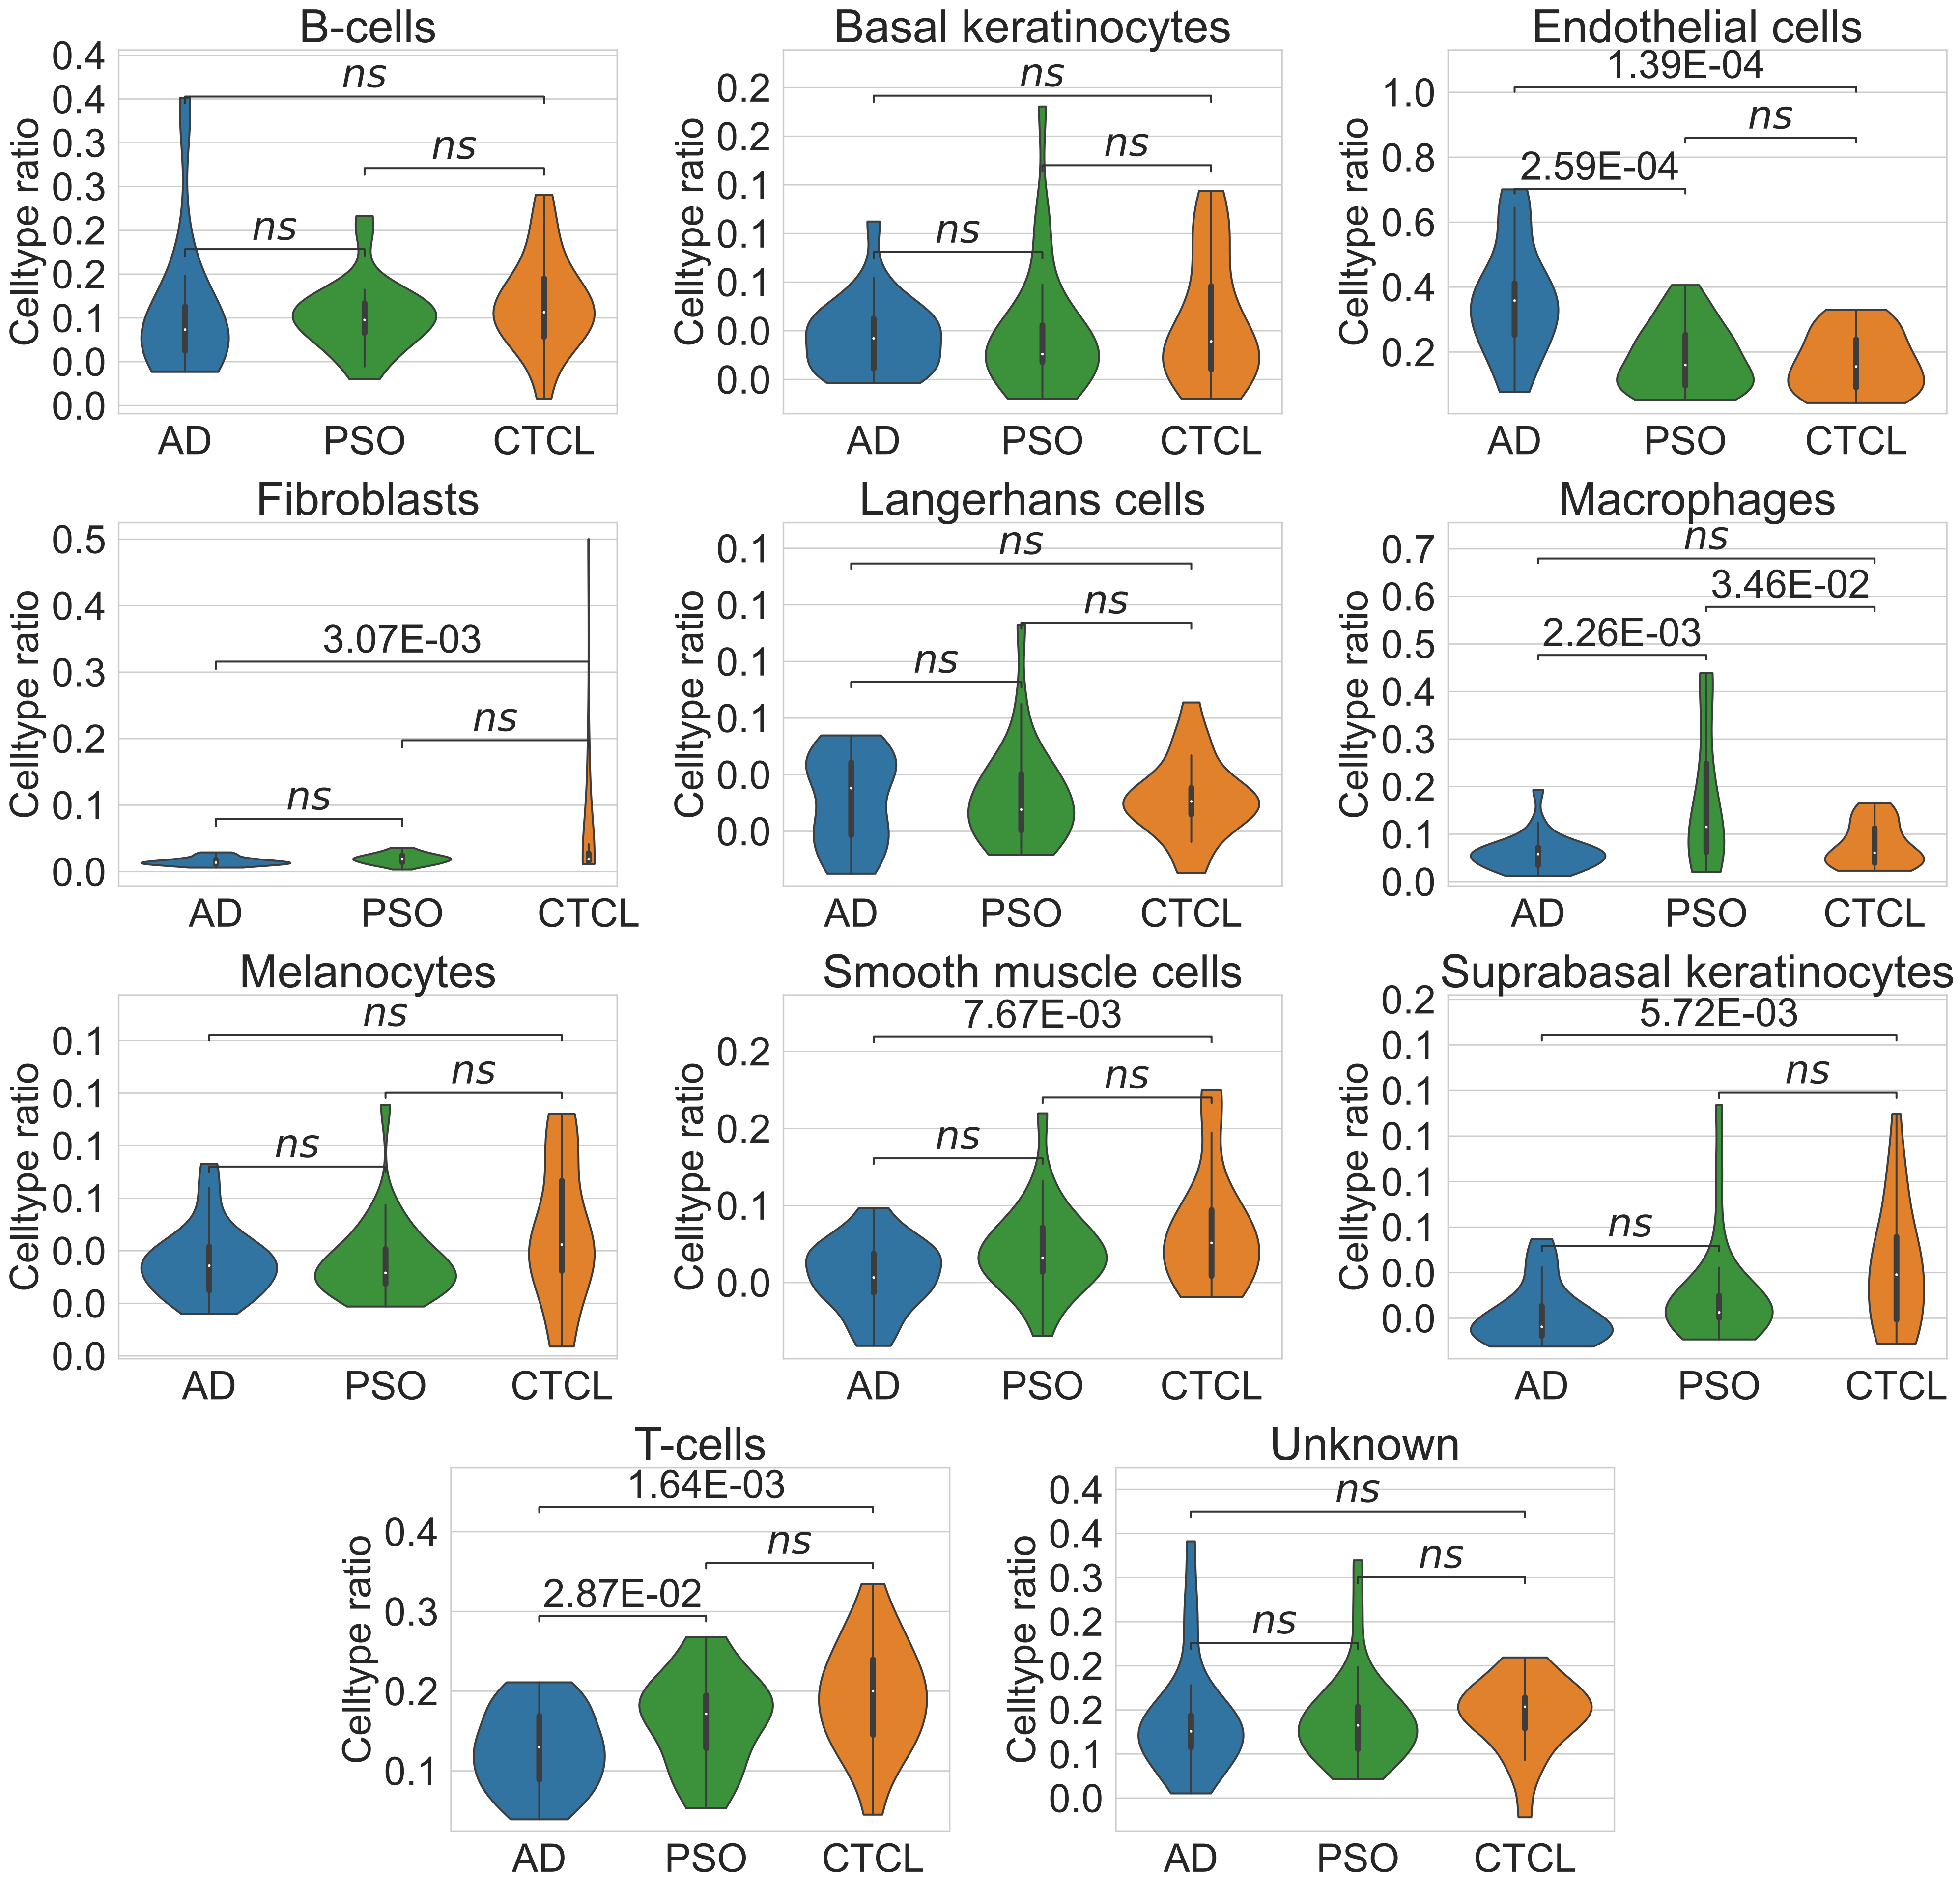 B-cells
Celltype ratio
0.4
0.4
0.3
0.3
0.2
0.2
0.1
0.0
0.0
ns
ns
ns
AD PSO CTCL
Basal keratinocytes
Celltype ratio
0.2
0.2
0.1
0.1
0.1
0.0
0.0
ns
ns
ns
AD PSO CTCL
Endothelial cells
Celltype ratio
1.0
0.8
0.6
0.4
0.2
1.39E-04
ns
2.59E-04
AD PSO CTCL
Fibroblasts
Celltype ratio
0.5
0.4
0.3
0.2
0.1
0.0
3.07E-03
ns
ns
AD PSO CTCL
Langerhans cells
Celltype ratio
0.1
0.1
0.1
0.1
0.0
0.0
ns
ns
ns
AD PSO CTCL
Macrophages
Celltype ratio
0.7
0.6
0.5
0.4
0.3
0.2
0.1
0.0
ns
3.46E-02
2.26E-03
AD PSO CTCL
Melanocytes
Celltype ratio
0.1
0.1
0.1
0.1
0.0
0.0
0.0
ns
ns
ns
AD PSO CTCL
Smooth muscle cells
Celltype ratio
0.2
0.2
0.1
0.0
7.67E-03
ns
ns
AD PSO CTCL
Suprabasal keratinocytes
Celltype ratio
0.2
0.1
0.1
0.1
0.1
0.1
0.0
0.0
5.72E-03
ns
ns
AD PSO CTCL
T-cells
Celltype ratio
0.4
0.3
0.2
0.1
1.64E-03
ns
2.87E-02
AD PSO CTCL
Unknown
Celltype ratio
0.4
0.4
0.3
0.2
0.2
0.2
0.1
0.0
ns
ns
ns
AD PSO CTCL